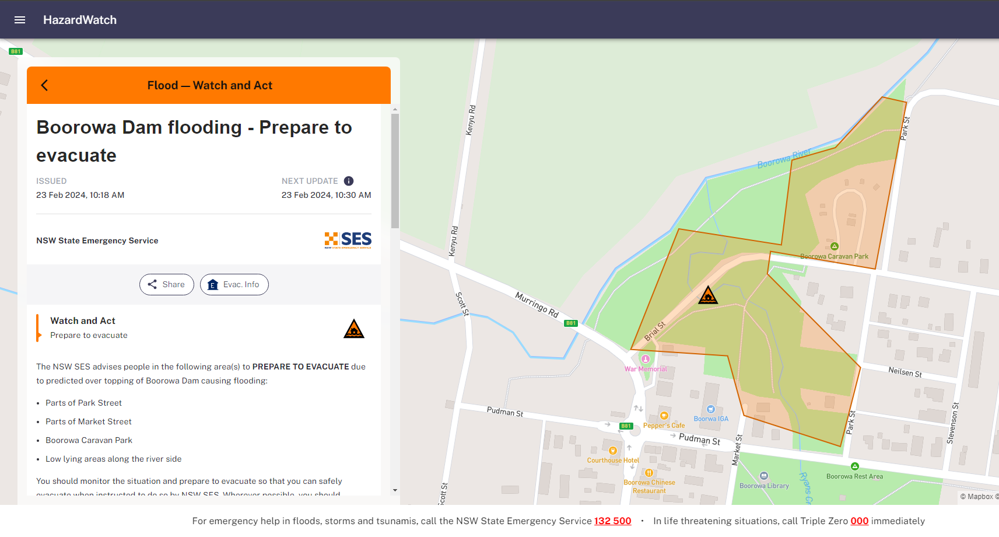 HazardWatch
B81
Flood — Watch and Act
Boorowa Dam flooding - Prepare to
evacuate
ISSUED
23 Feb 2024, 10:18 AM
NEXT UPDATE
23 Feb 2024, 10:30 AM
NSW State Emergency Service
SES
NSW STATE EMERGENCY SERVICE
Share
Evac. Info
Watch and Act
Prepare to evacuate
The NSW SES advises people in the following area(s) to PREPARE TO EVACUATE due
to predicted over topping of Boorowa Dam causing flooding:
• Parts of Park Street
• Parts of Market Street
• Boorowa Caravan Park
• Low lying areas along the river side
You should monitor the situation and prepare to evacuate so that you can safely
evacuate when instructed to do so by NSW SES. Wherever possible, you should
Kenyu Rd
Kenyu Rd
Scott St
Scott St
Murringo Rd
B81
Boorowa River
Park St
Boorowa Caravan Park
Brial St
War Memorial
Neilsen St
Stevenson St
Park St
Pudman St
B81
Pepper's Cafe
Boorwa IGA
Pudman St
Market St
Courthouse Hotel
Boorowa Chinese
Restaurant
Boorowa Library
Boorowa Rest Area
Ryans Cr
© Mapbox ©
For emergency help in floods, storms and tsunamis, call the NSW State Emergency Service 132 500 • In life threatening situations, call Triple Zero 000 immediately